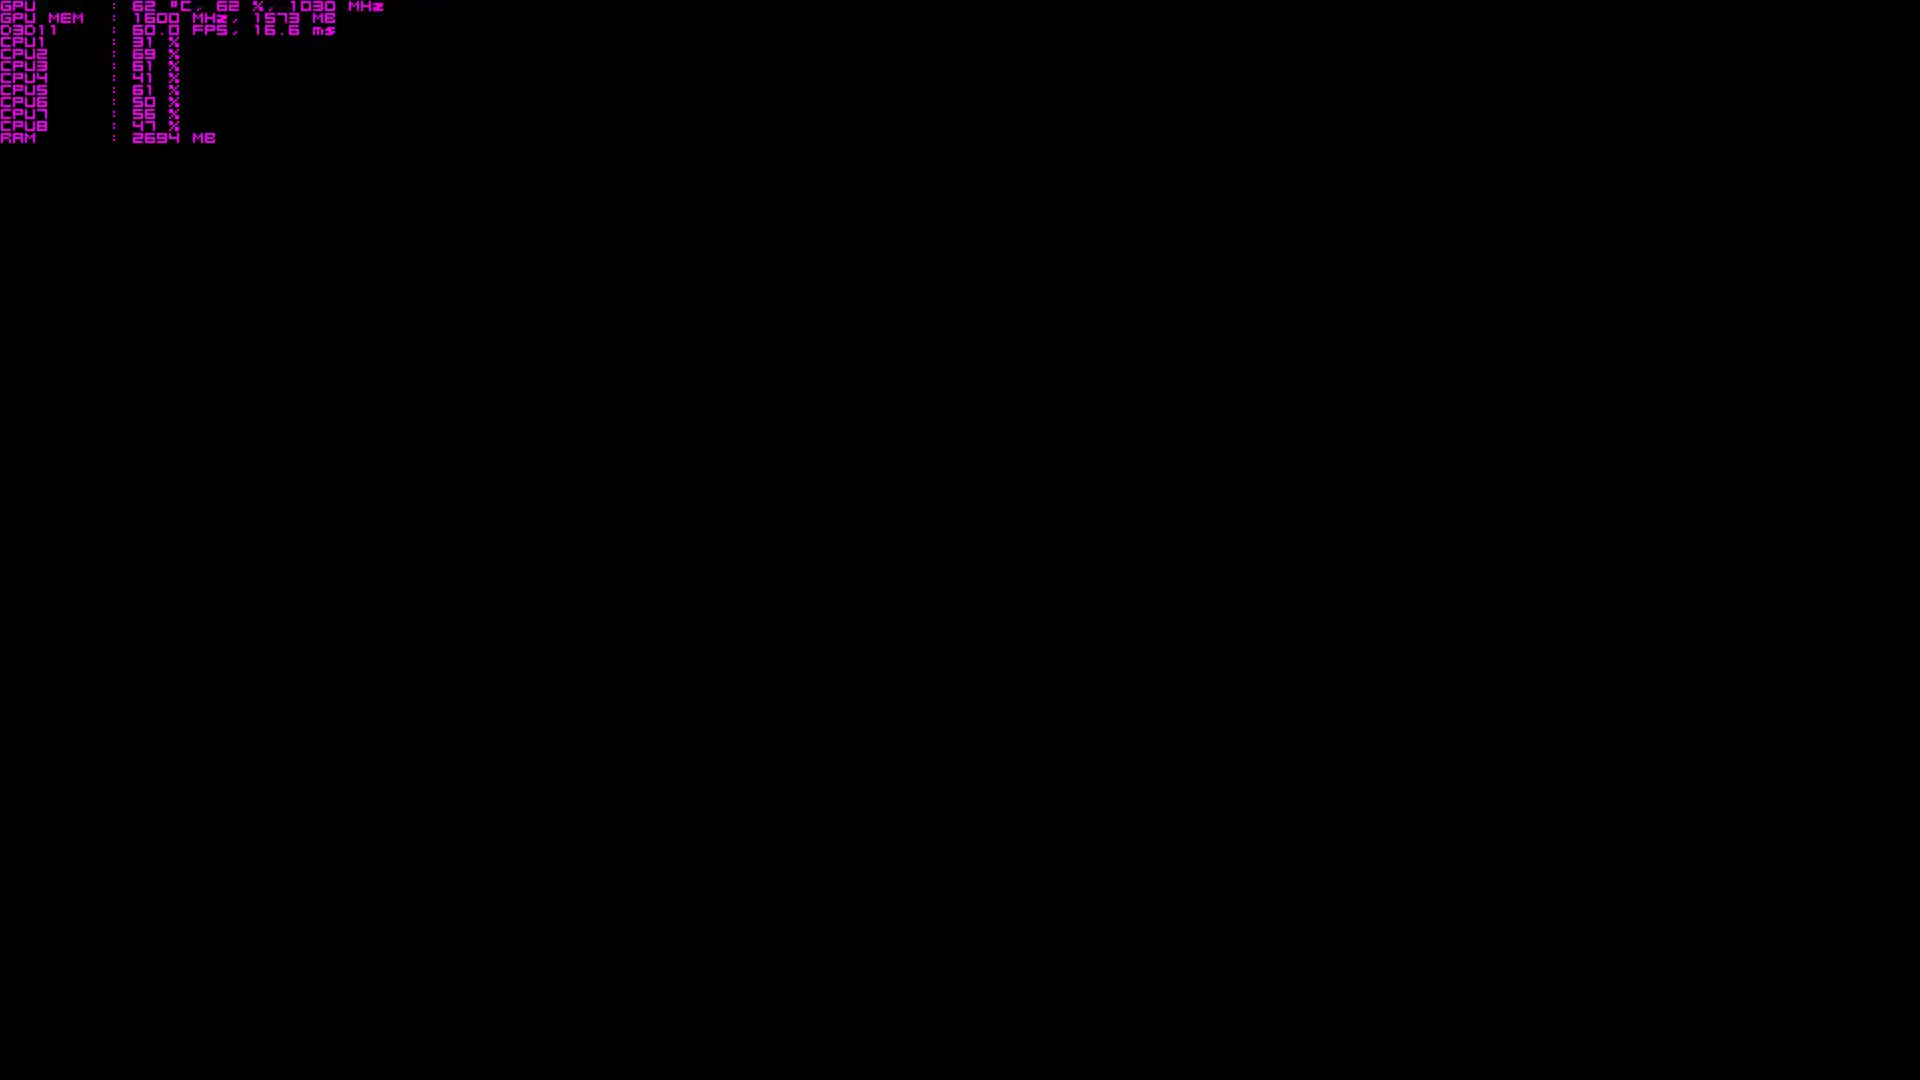 GPU : 62 °C, 62 %, 1030 MHz
GPU MEM : 1600 MHz, 1573 MB
D3D11 : 60.0 FPS, 16.6 ms
CPU1 : 31 %
CPU2 : 69 %
CPU3 : 61 %
CPU4 : 41 %
CPU5 : 61 %
CPU6 : 50 %
CPU7 : 56 %
CPU8 : 47 %
RAM : 2694 MB